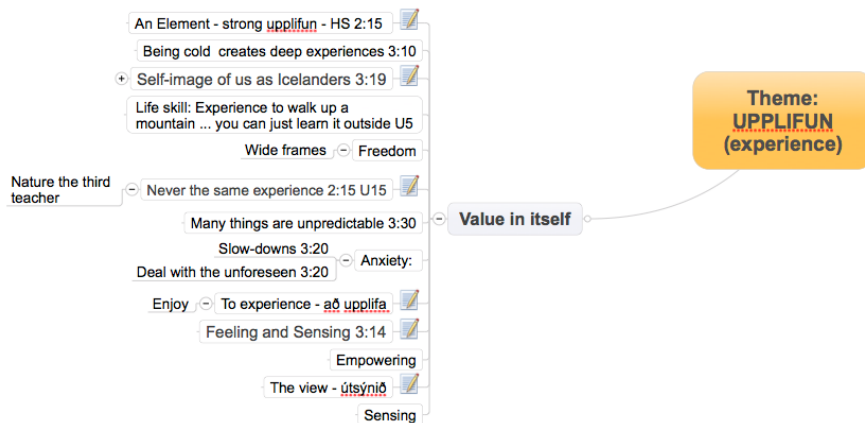 An Element - strong upplifun - HS 2:15
Being cold creates deep experiences 3:10
Self-image of us as Icelanders 3:19
Life skill: Experience to walk up a
mountain ... you can just learn it outside U5
Wide frames
Freedom
Nature the third
teacher
Never the same experience 2:15 U15
Many things are unpredictable 3:30
Slow-downs 3:20
Deal with the unforeseen 3:20
Anxiety:
Enjoy
To experience - að upplifa
Feeling and Sensing 3:14
Empowering
The view - útsýnið
Sensing
Value in itself
Theme:
UPPLIFUN
(experience)